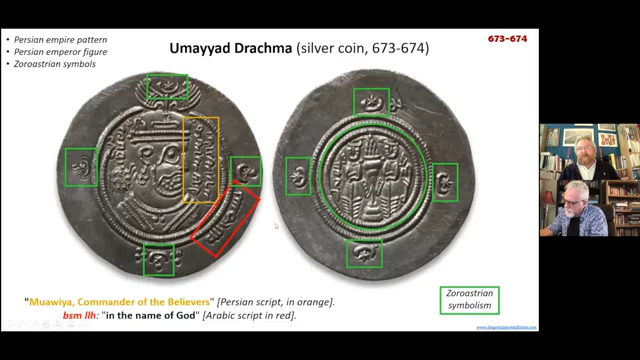 • Persian empire pattern
• Persian emperor figure
• Zoroastrian symbols
Umayyad Drachma (silver coin, 673-674)
673-674
"Muawiya, Commander of the Believers" [Persian script, in orange].
bsm llh: "in the name of God" [Arabic script in red].
Zoroastrian
symbolism